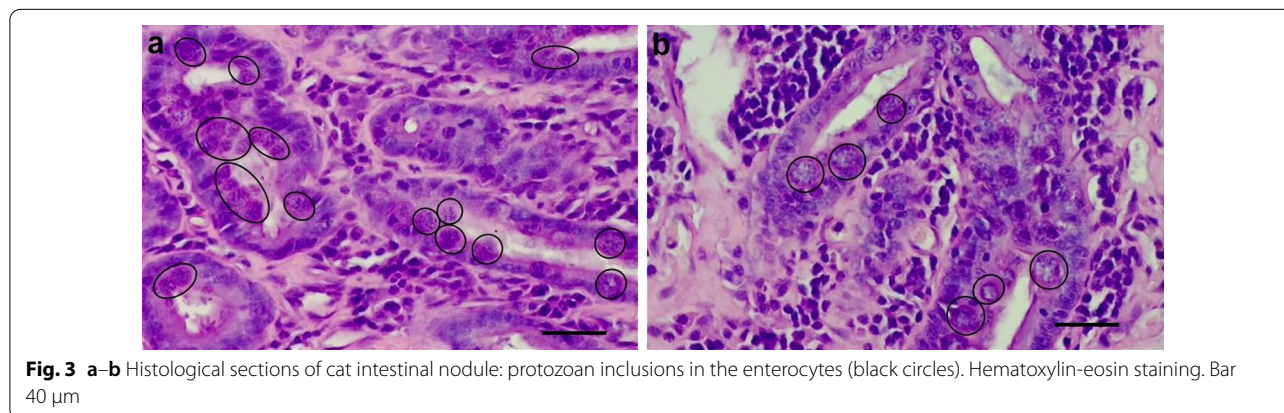 a
b
Fig. 3 a–b Histological sections of cat intestinal nodule: protozoan inclusions in the enterocytes (black circles). Hematoxylin-eosin staining. Bar
40 μm